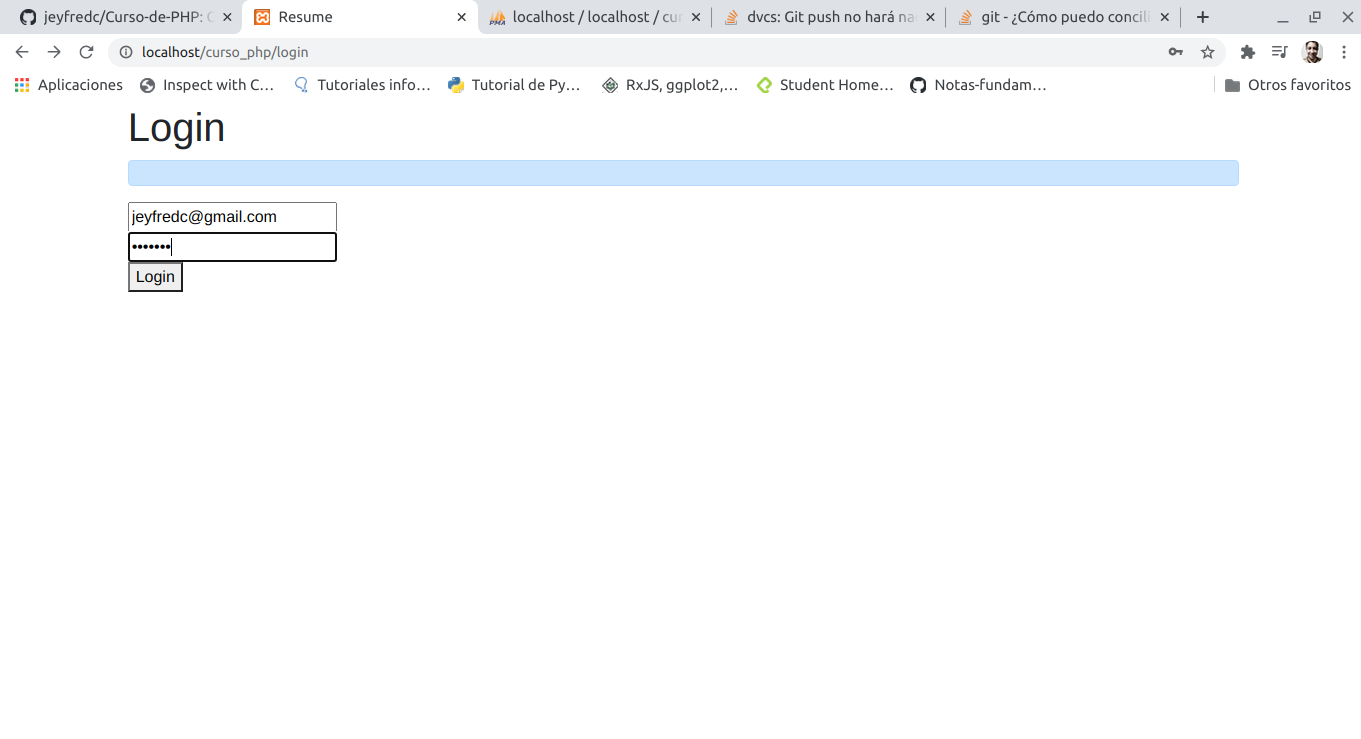 jeyfredc/Curso-de-PHP: C
Resume
localhost / localhost / cur
dvcs: Git push no hará na
git - ¿Cómo puedo concili
localhost/curso_php/login
Aplicaciones
Inspect with C...
Tutoriales info...
Tutorial de Py...
RxJS, ggplot2,...
Student Home...
Notas-fundam...
Otros favoritos
Login
jeyfredc@gmail.com
•••••••
Login